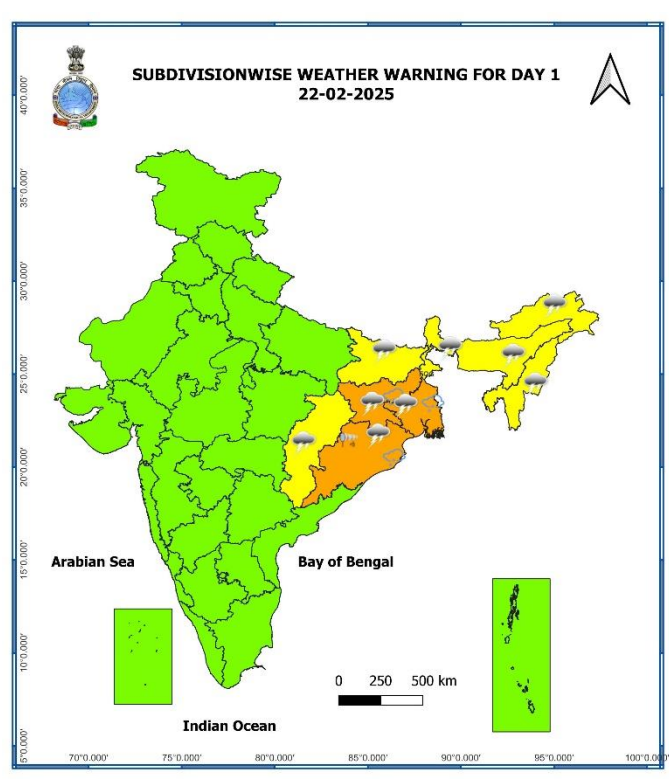 SUBDIVISIONWISE WEATHER WARNING FOR DAY 1
22-02-2025
40°0.000'
35°0.000'
30°0.000'
25°0.000'
20°0.000'
15°0.000'
10°0.000'
5°0.000'
Arabian Sea
Bay of Bengal
0 250 500 km
Indian Ocean
70°0.000' 75°0.000' 80°0.000' 85°0.000' 90°0.000' 95°0.000' 100°0.000'